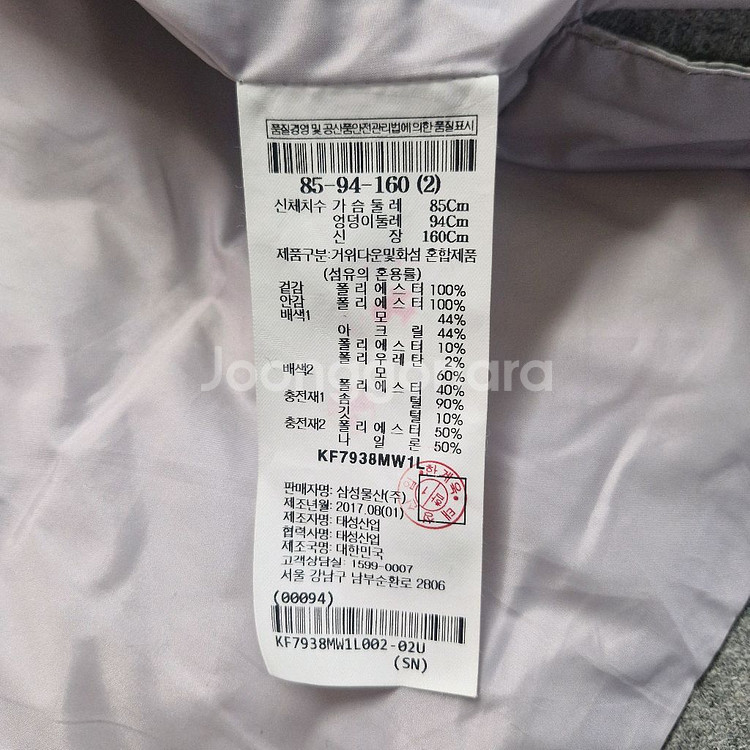 품질경영 및 공산품안전관리법에 의한 품질표시
85-94-160 (2)
신체치수 가 슴 둘 레 85Cm
엉덩이둘레 94Cm
신 장 160Cm
제품구분:거위다운및화섬 혼합제품
(섬유의 혼용률)
겉감 폴 리 에 스 터 100%
안감 폴 리 에 스 터 100%
배색1 모 44%
아 크 릴 44%
폴 리 에 스 터 10%
폴 리 우 레 탄 2%
배색2 모 60%
폴 리 에 스 터 40%
충전재1 솜 털 90%
깃 털 10%
충전재2 폴 리 에 스 터 50%
나 일 론 50%
KF7938MW1L
판매자명: 삼성물산(주)
제조년월: 2017.08(01)
제조자명: 태성산업
협력사명: 태성산업
제조국명: 대한민국
고객상담실: 1599-0007
서울 강남구 남부순환로 2806
(00094)
KF7938MW1L002-02U
(SN)
Joonggonara